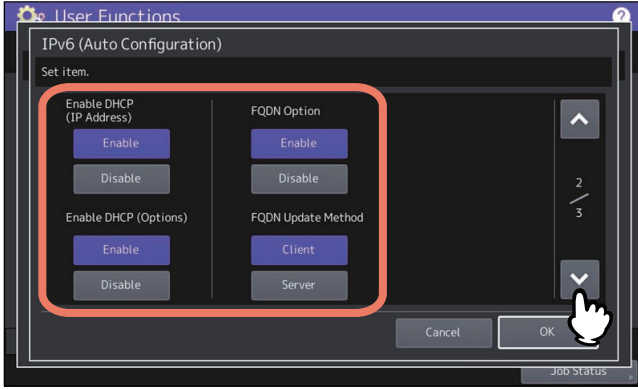 User Functions
?
IPv6 (Auto Configuration)
Set item.
Enable DHCP
(IP Address)
Enable
Disable
FQDN Option
Enable
Disable
Enable DHCP (Options)
Enable
Disable
FQDN Update Method
Client
Server
2
3
Cancel
OK
Job Status